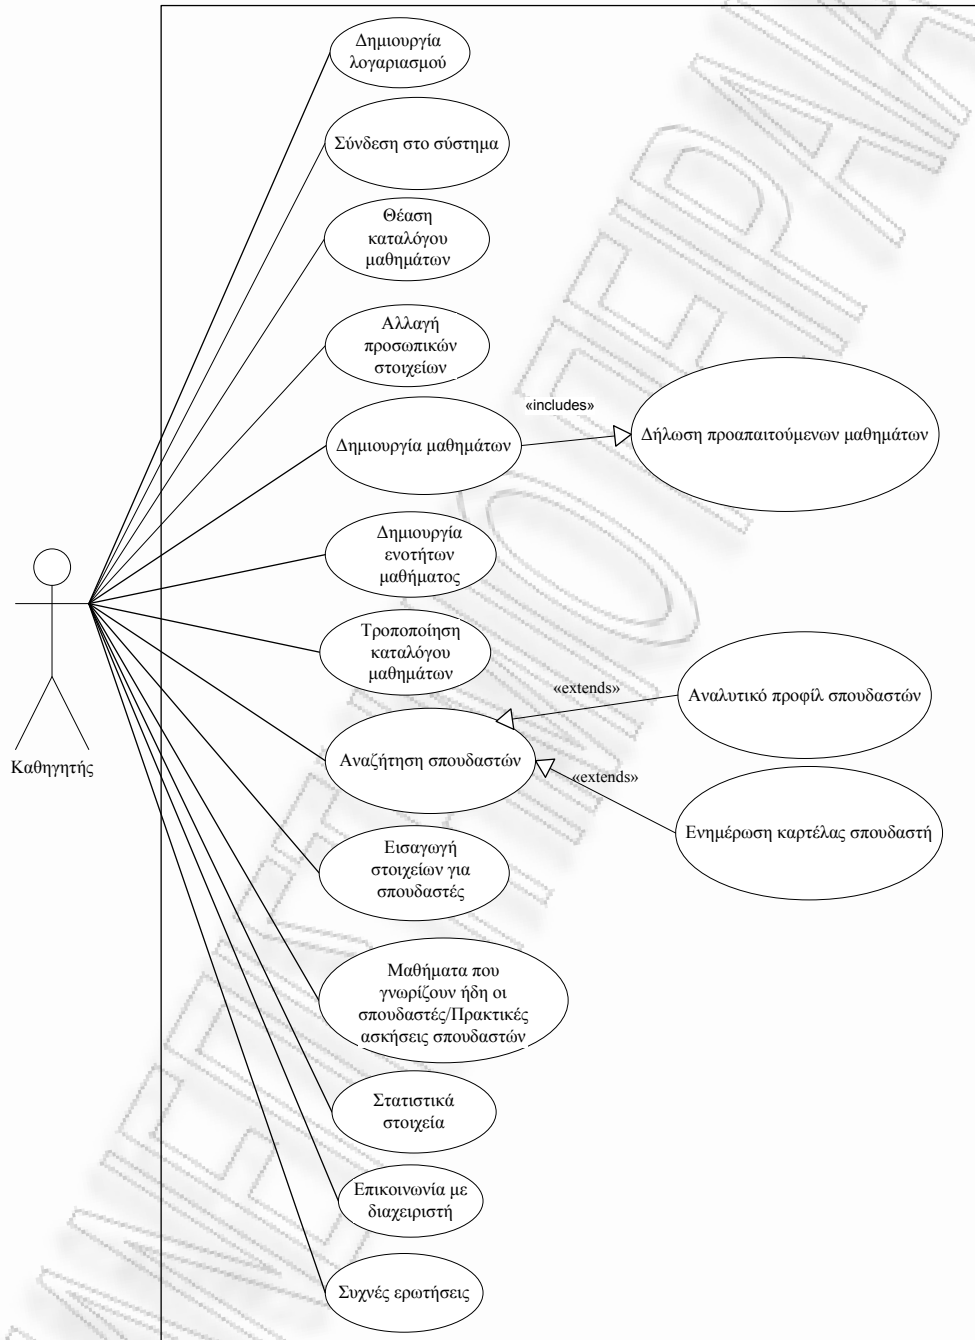 Δημιουργία
λογαριασμού
Σύνδεση στο σύστημα
Θέαση
καταλόγου
μαθημάτων
Αλλαγή
προσωπικών
στοιχείων
«includes»
Δημιουργία μαθημάτων
Δήλωση προαπαιτούμενων μαθημάτων
Δημιουργία
ενοτήτων
μαθήματος
Τροποποίηση
καταλόγου
μαθημάτων
«extends»
Αναλυτικό προφίλ σπουδαστών
Καθηγητής
Αναζήτηση σπουδαστών
«extends»
Ενημέρωση καρτέλας σπουδαστή
Εισαγωγή
στοιχείων για
σπουδαστές
Μαθήματα που
γνωρίζουν ήδη οι
σπουδαστές/Πρακτικές
ασκήσεις σπουδαστών
Στατιστικά
στοιχεία
Επικοινωνία με
διαχειριστή
Συχνές ερωτήσεις